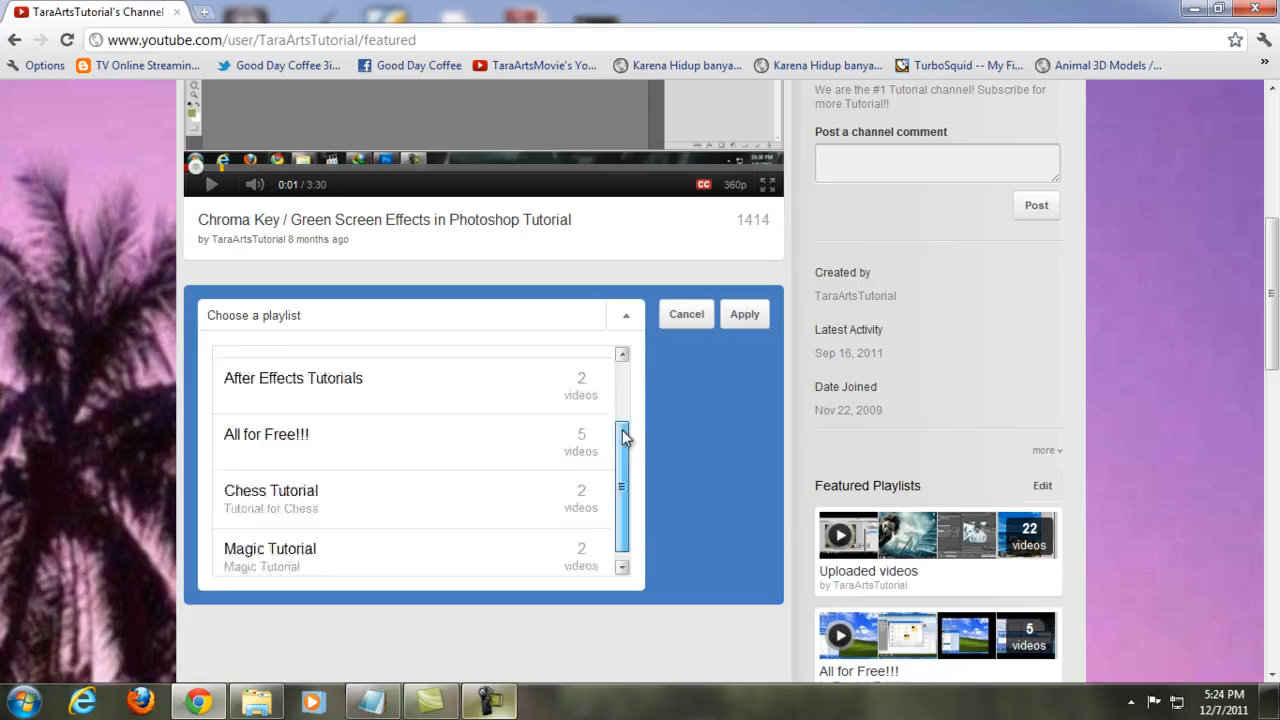 TaraArtsTutorial's Channel
www.youtube.com/user/TaraArtsTutorial/featured
Options
TV Online Streamin...
Good Day Coffee 3i...
Good Day Coffee
TaraArtsMovie's Yo...
Karena Hidup banya...
Karena Hidup banya...
TurboSquid -- My Fi...
Animal 3D Models /...
»
We are the #1 Tutorial channel! Subscribe for
more Tutorial!!
Post a channel comment
Post
0:01 / 3:30
CC
360p
Chroma Key / Green Screen Effects in Photoshop Tutorial
1414
by TaraArtsTutorial 8 months ago
Created by
TaraArtsTutorial
Latest Activity
Sep 16, 2011
Date Joined
Nov 22, 2009
more
Choose a playlist
Cancel
Apply
After Effects Tutorials
2
videos
All for Free!!!
5
videos
Chess Tutorial
2
Tutorial for Chess
videos
Magic Tutorial
2
Magic Tutorial
videos
Featured Playlists
Edit
22
videos
Uploaded videos
by TaraArtsTutorial
5
videos
All for Free!!!
5:24 PM
12/7/2011